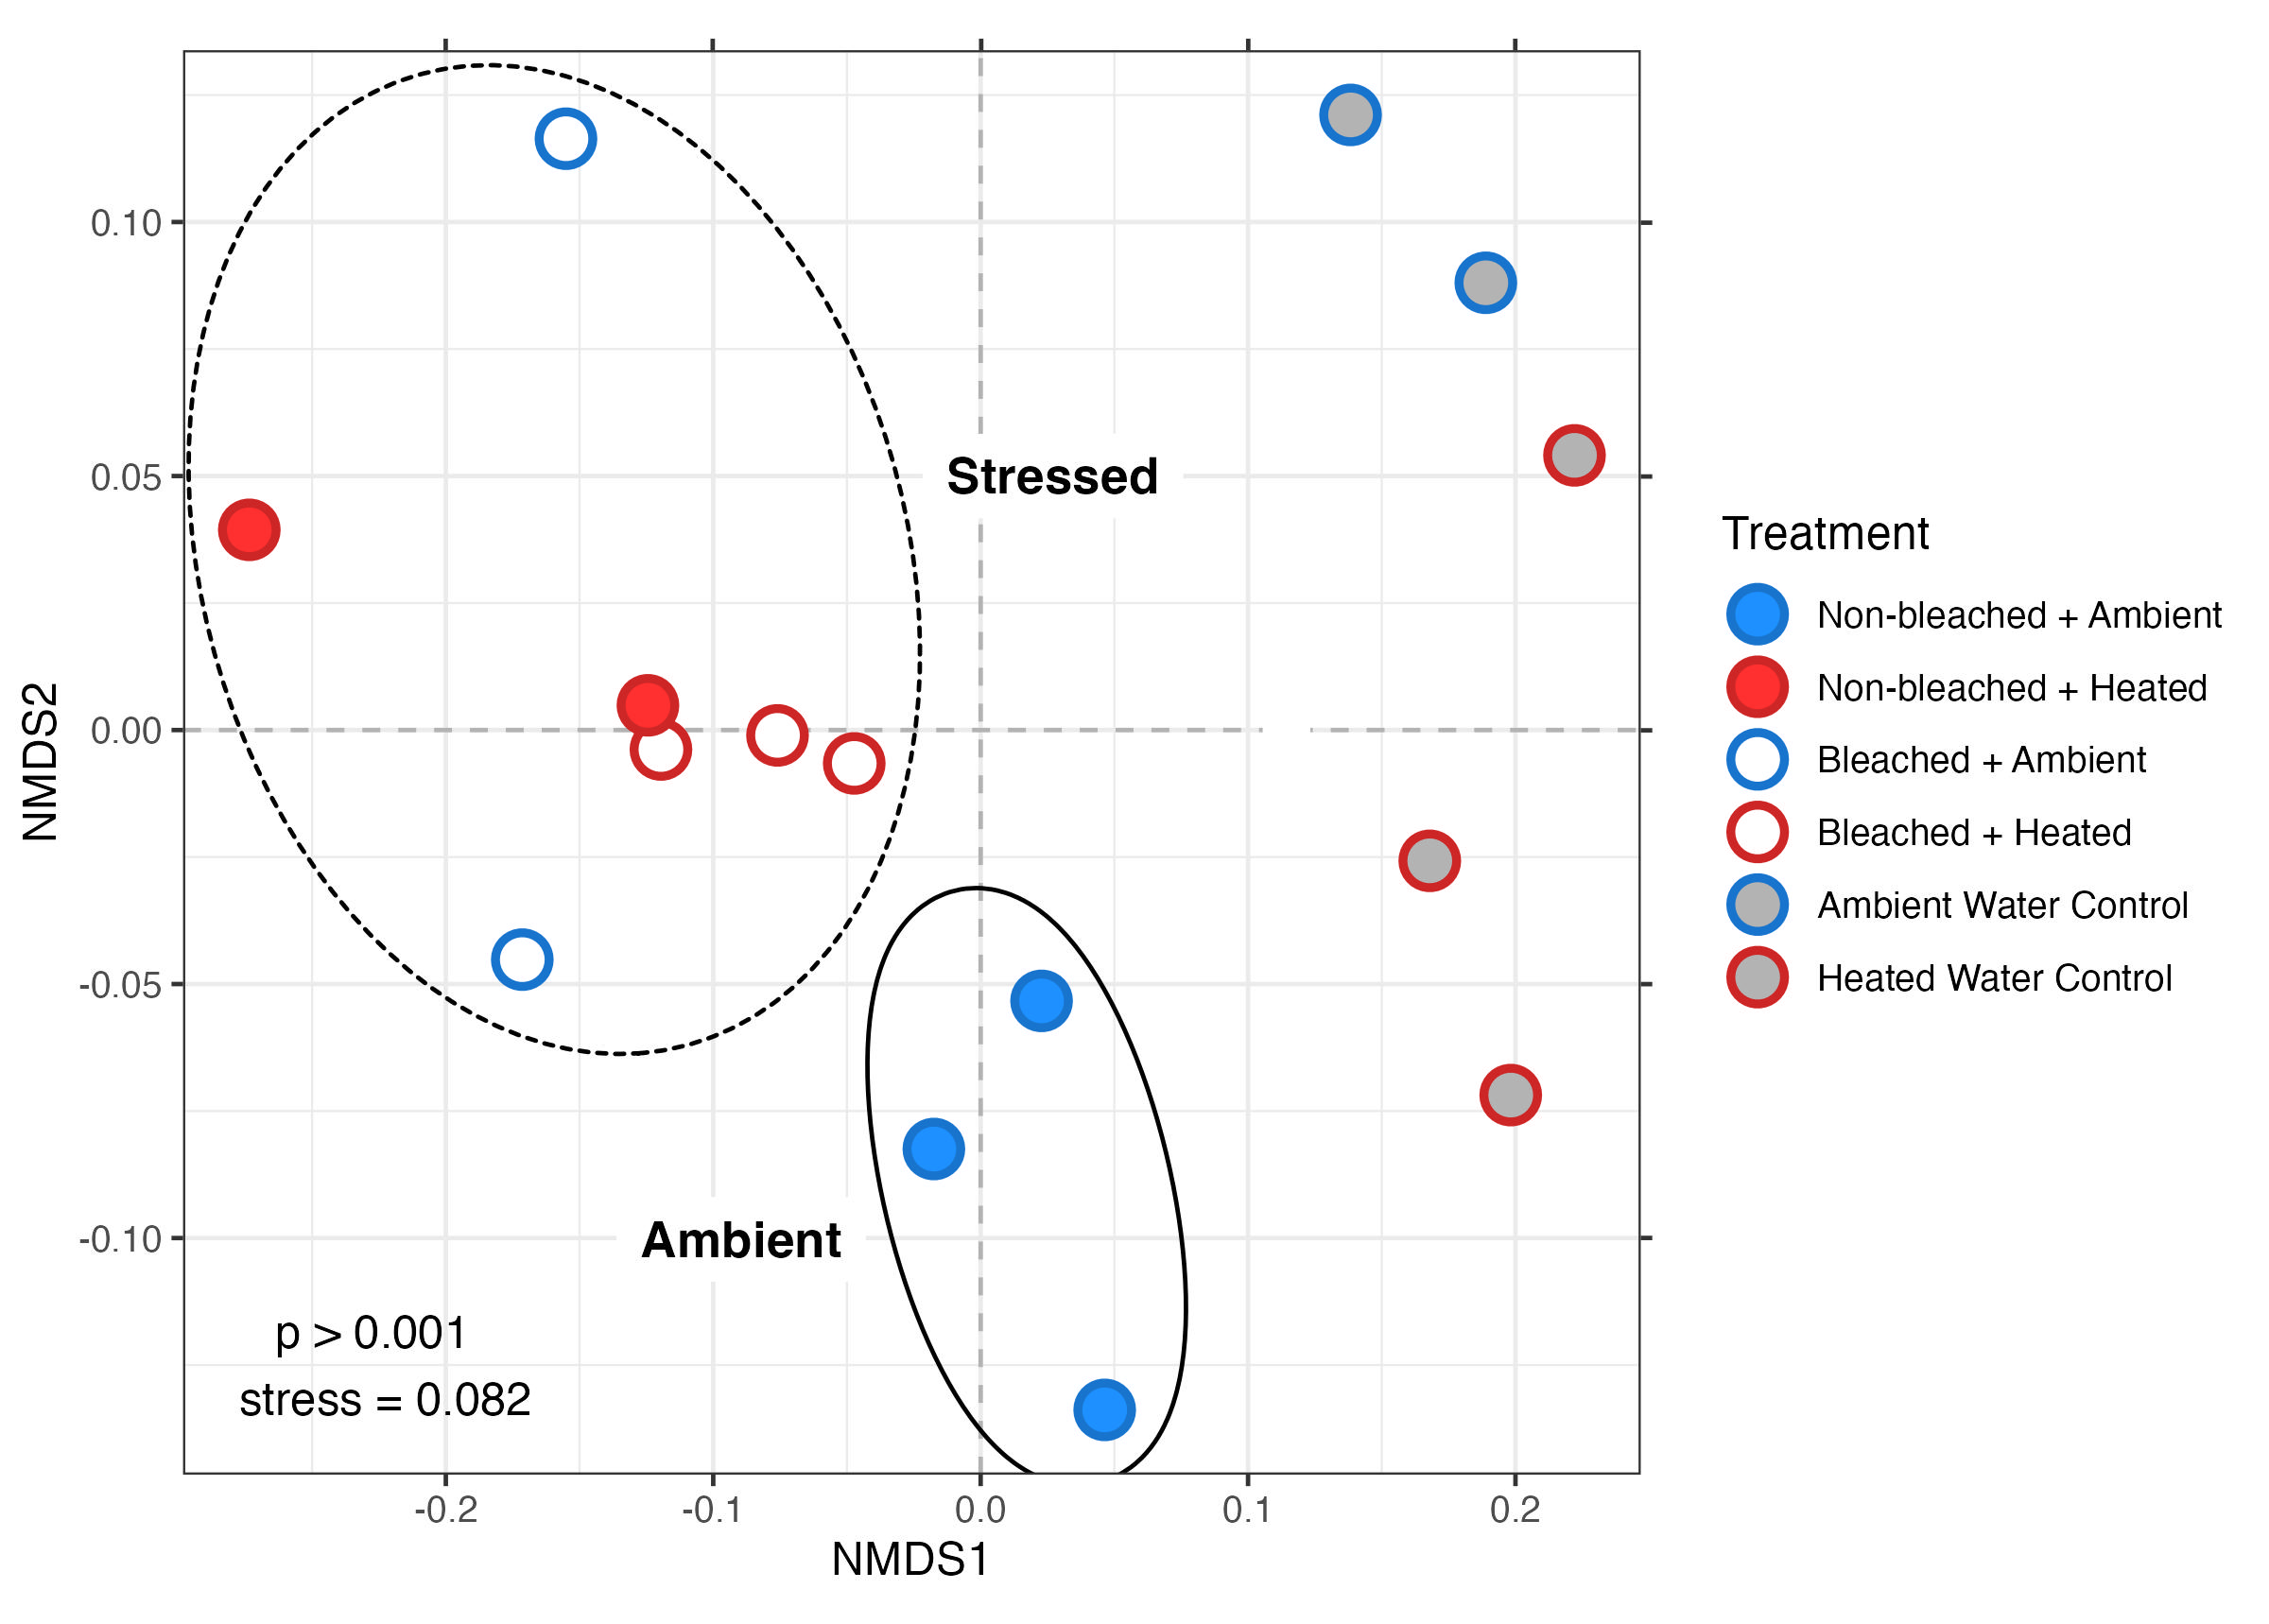 0.10
0.05
0.00
-0.05
-0.10
NMDS2
Stressed
Ambient
p > 0.001
stress = 0.082
-0.2
-0.1
0.0
0.1
0.2
NMDS1
Treatment
Non-bleached + Ambient
Non-bleached + Heated
Bleached + Ambient
Bleached + Heated
Ambient Water Control
Heated Water Control